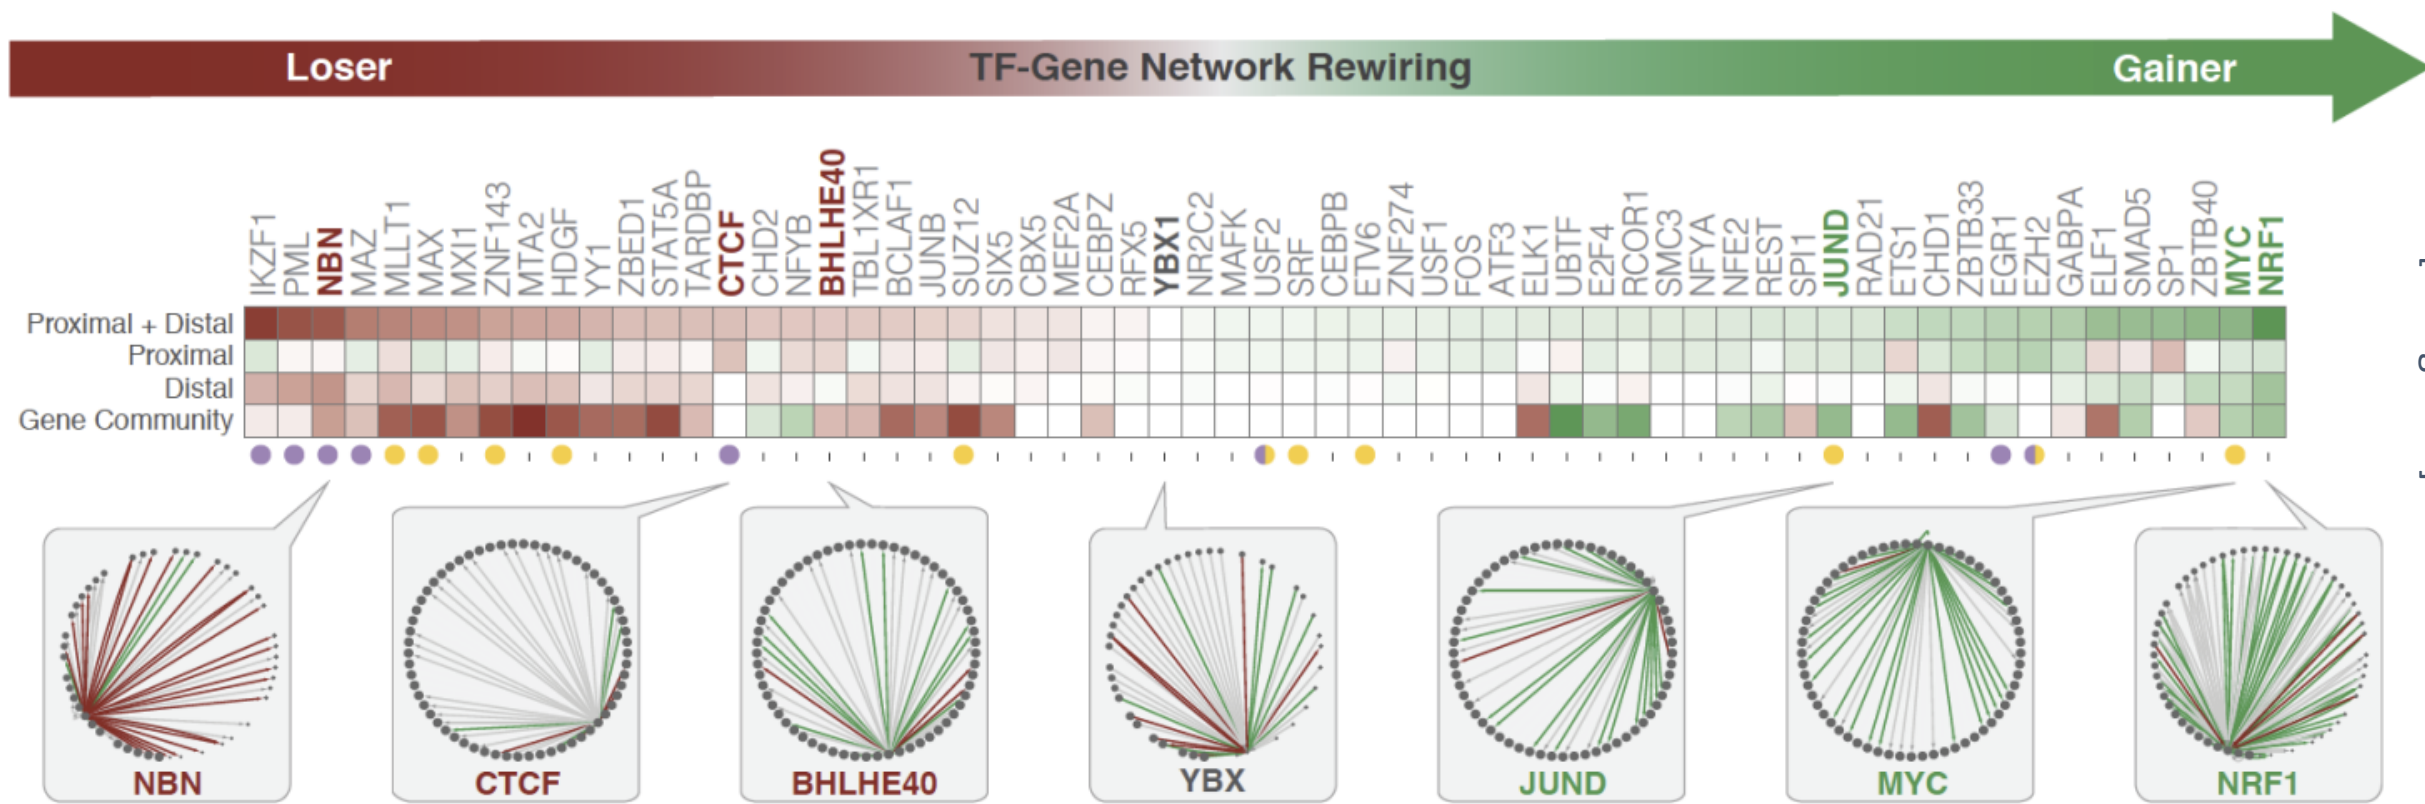 Loser TF-Gene Network Rewiring Gainer
IKZF1 PML NBN MAZ MLLT1 MAX MXI1 ZNF143 MTA2 HDGF YY1 ZBED1 STAT5A TARDBP CTCF CHD2 NFYB BHLHE40 TBL1XR1 BCLAF1 JUNB SUZ12 SIX5 CBX5 MEF2A CEBPZ RFX5 YBX1 NR2C2 MAFK USF2 SRF CEBPB ETV6 ZNF274 USF1 FOS ATF3 ELK1 UBTF E2F4 RCOR1 SMC3 NFYA NFE2 REST SPI1 JUND RAD21 ETS1 CHD1 ZBTB33 EGR1 EZH2 GABPA ELF1 SMAD5 SP1 ZBTB40 MYC NRF1
Proximal + Distal
Proximal
Distal
Gene Community
NBN CTCF BHLHE40 YBX JUND MYC NRF1